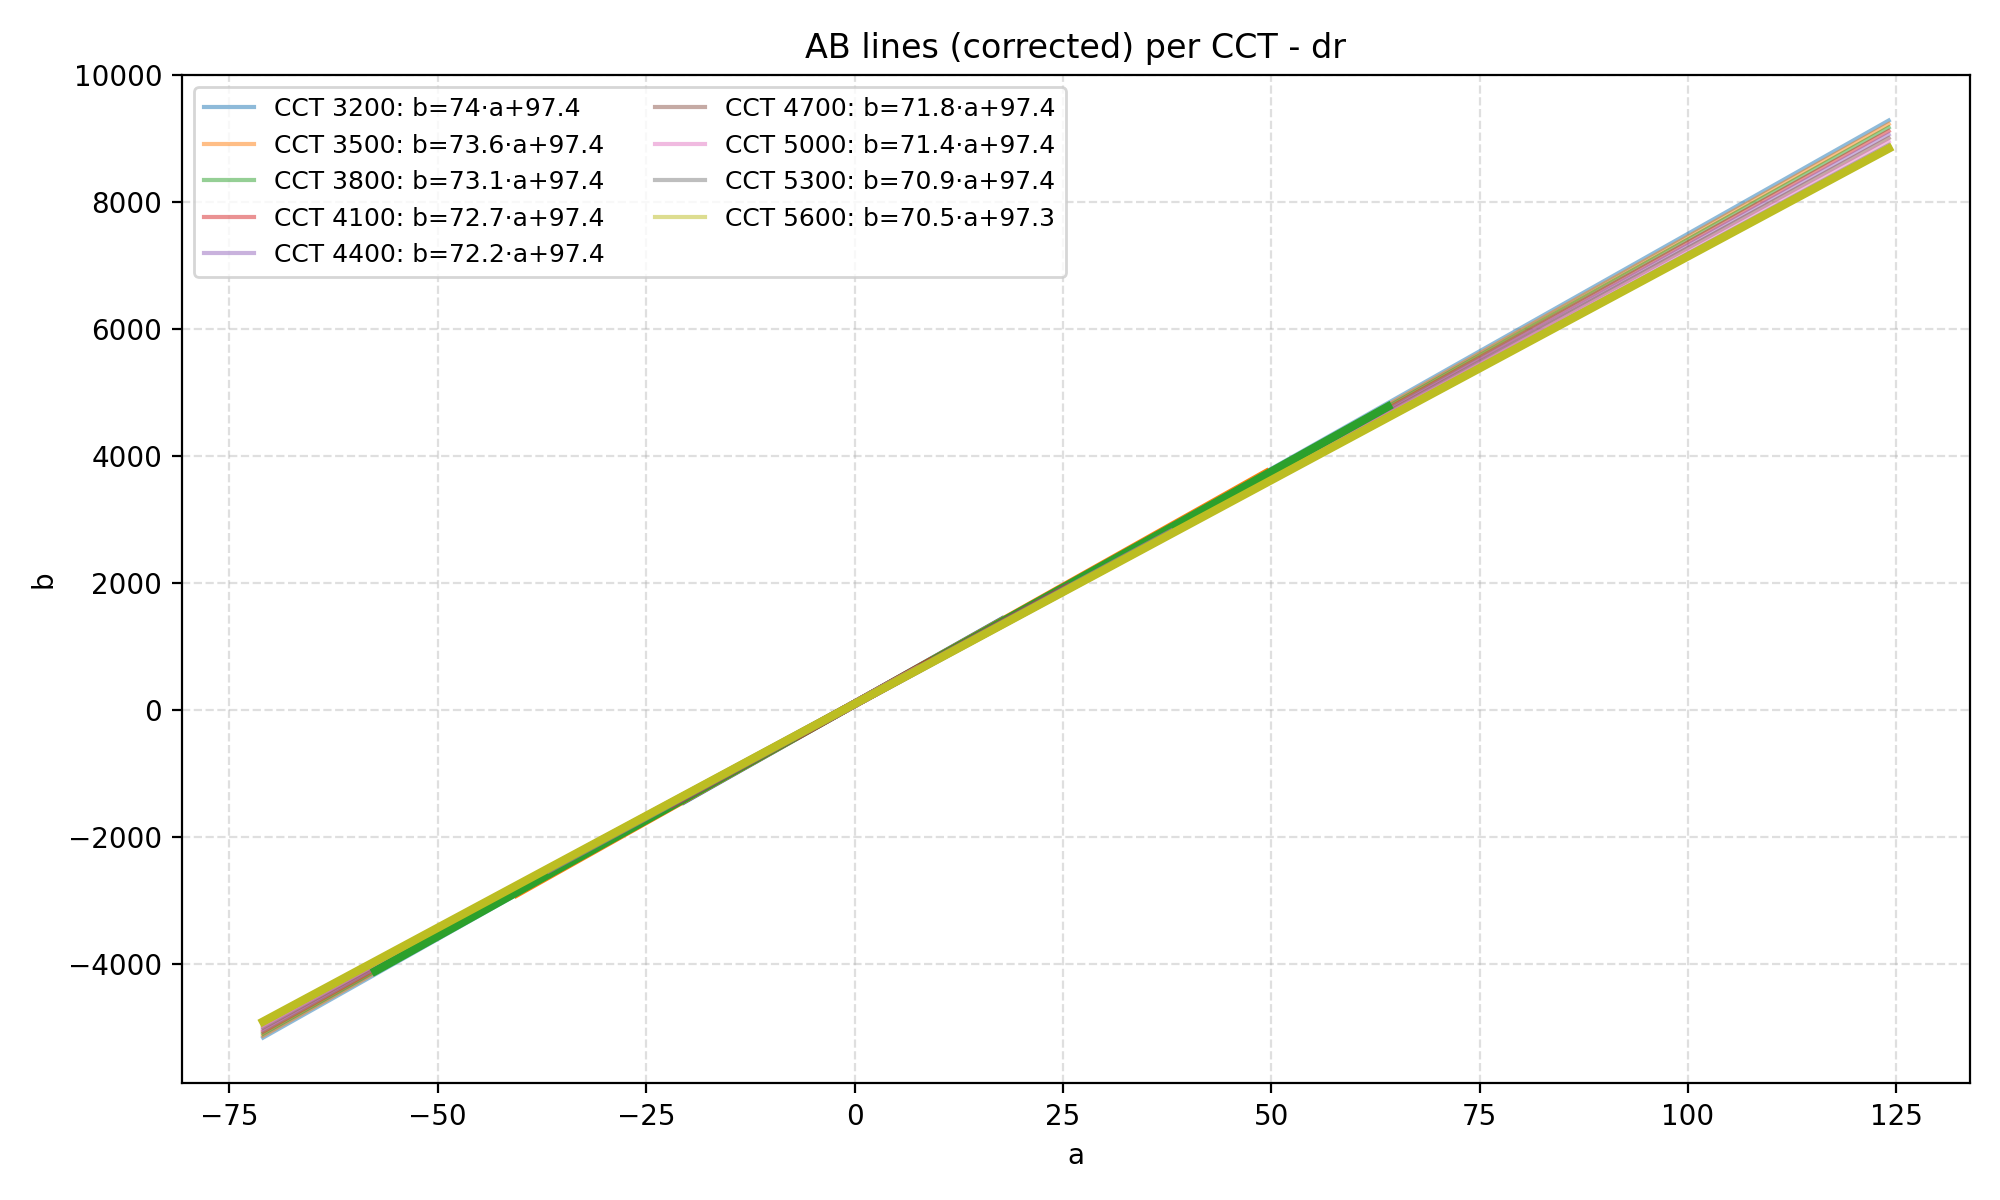 AB lines (corrected) per CCT - dr
10000
8000
6000
4000
2000
0
−2000
−4000
b
CCT 3200: b=74·a+97.4
CCT 3500: b=73.6·a+97.4
CCT 3800: b=73.1·a+97.4
CCT 4100: b=72.7·a+97.4
CCT 4400: b=72.2·a+97.4
CCT 4700: b=71.8·a+97.4
CCT 5000: b=71.4·a+97.4
CCT 5300: b=70.9·a+97.4
CCT 5600: b=70.5·a+97.3
−75 −50 −25 0 25 50 75 100 125
a